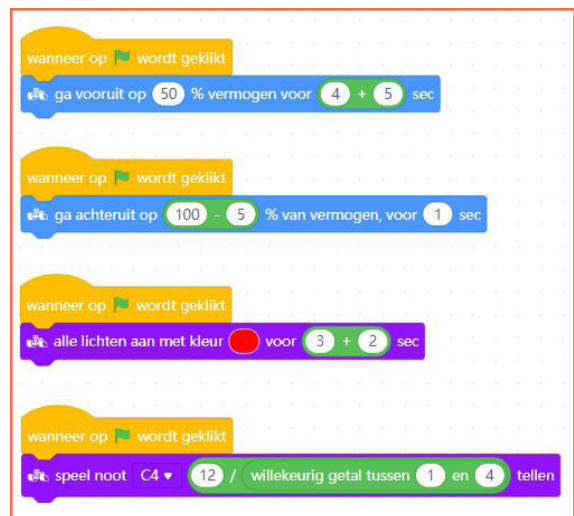 wanneer op wordt geklikt
ga vooruit op 50 % vermogen voor 4 + 5 sec
wanneer op wordt geklikt
ga achteruit op 100 - 5 % van vermogen, voor 1 sec
wanneer op wordt geklikt
alle lichten aan met kleur voor 3 + 2 sec
wanneer op wordt geklikt
speel noot C4 12 / willekeurig getal tussen 1 en 4 tellen